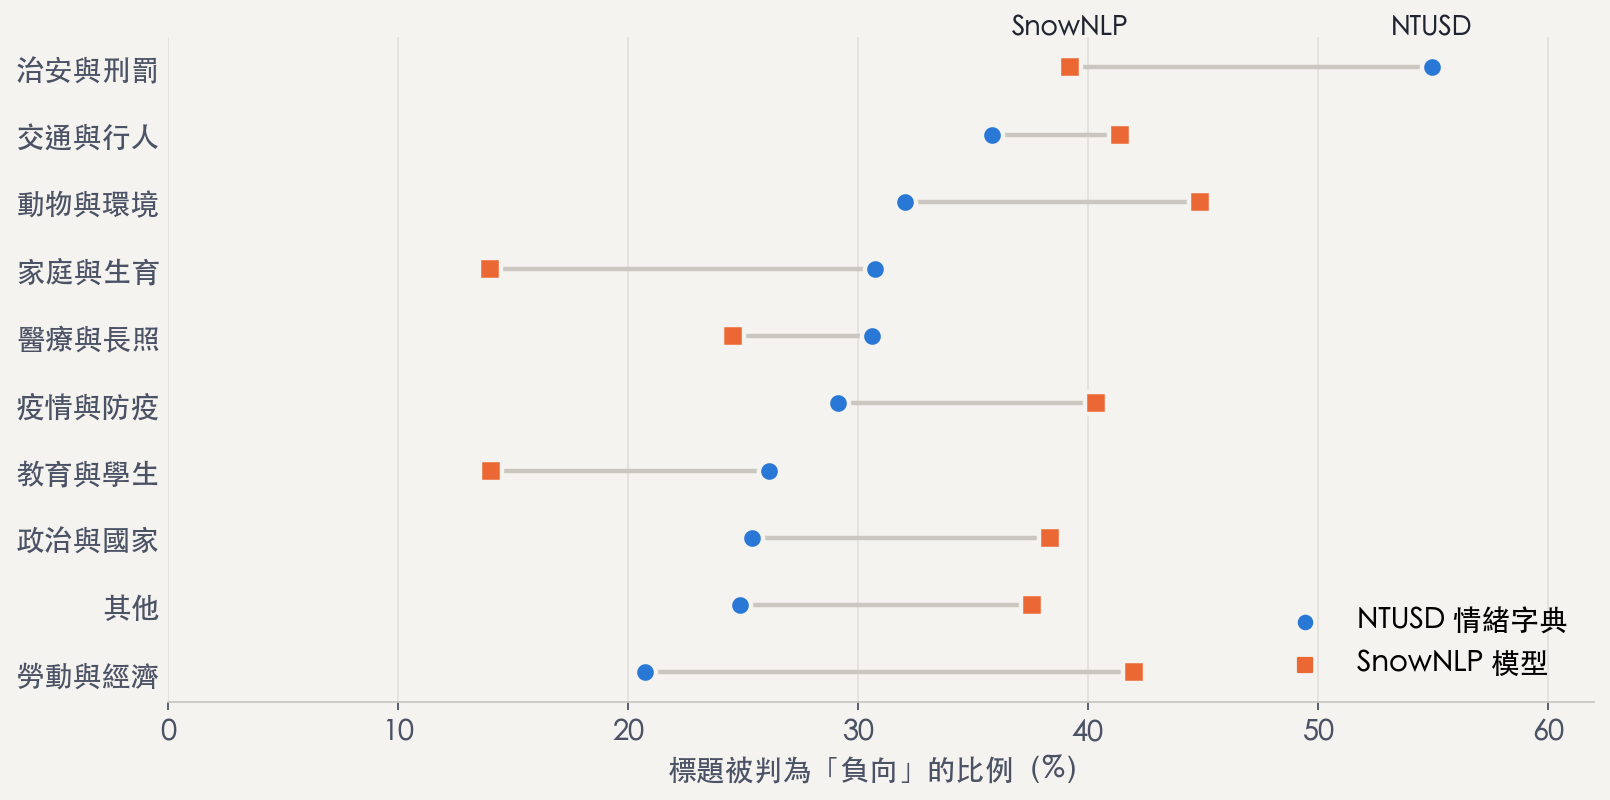 SnowNLP NTUSD
治安與刑罰
交通與行人
動物與環境
家庭與生育
醫療與長照
疫情與防疫
教育與學生
政治與國家
其他
勞動與經濟
NTUSD 情緒字典
SnowNLP 模型
0 10 20 30 40 50 60
標題被判為「負向」的比例 (%)